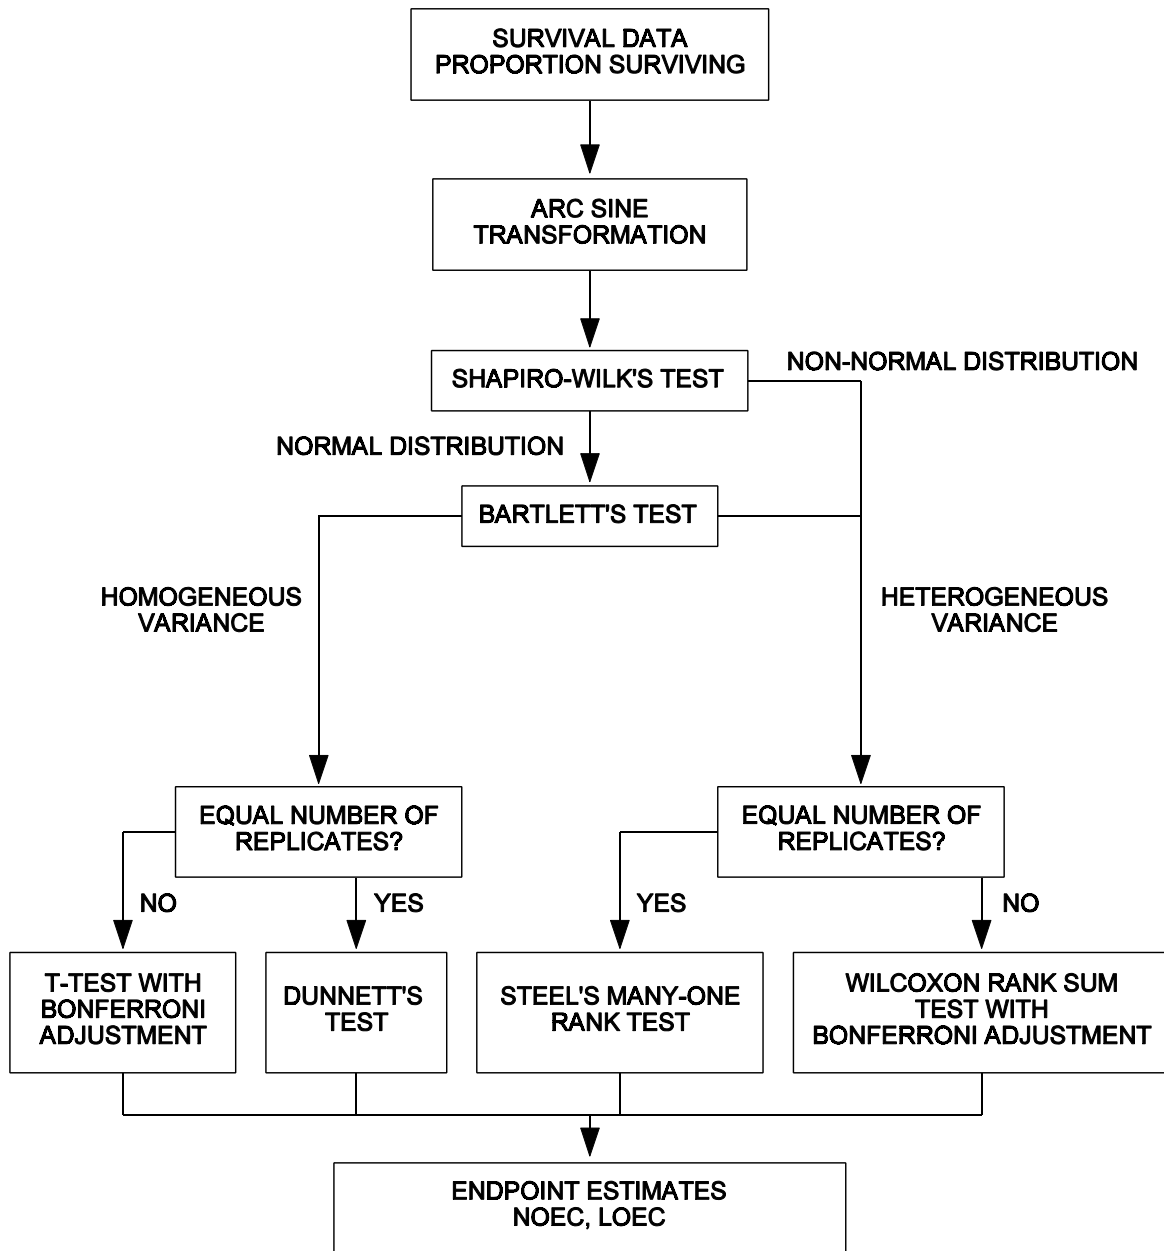 SURVIVAL DATA
PROPORTION SURVIVING
ARC SINE
TRANSFORMATION
SHAPIRO-WILK'S TEST
NON-NORMAL DISTRIBUTION
NORMAL DISTRIBUTION
BARTLETT'S TEST
HOMOGENEOUS
VARIANCE
HETEROGENEOUS
VARIANCE
EQUAL NUMBER OF
REPLICATES?
EQUAL NUMBER OF
REPLICATES?
NO
YES
YES
NO
T-TEST WITH
BONFERRONI
ADJUSTMENT
DUNNETT'S
TEST
STEEL'S MANY-ONE
RANK TEST
WILCOXON RANK SUM
TEST WITH
BONFERRONI ADJUSTMENT
ENDPOINT ESTIMATES
NOEC, LOEC